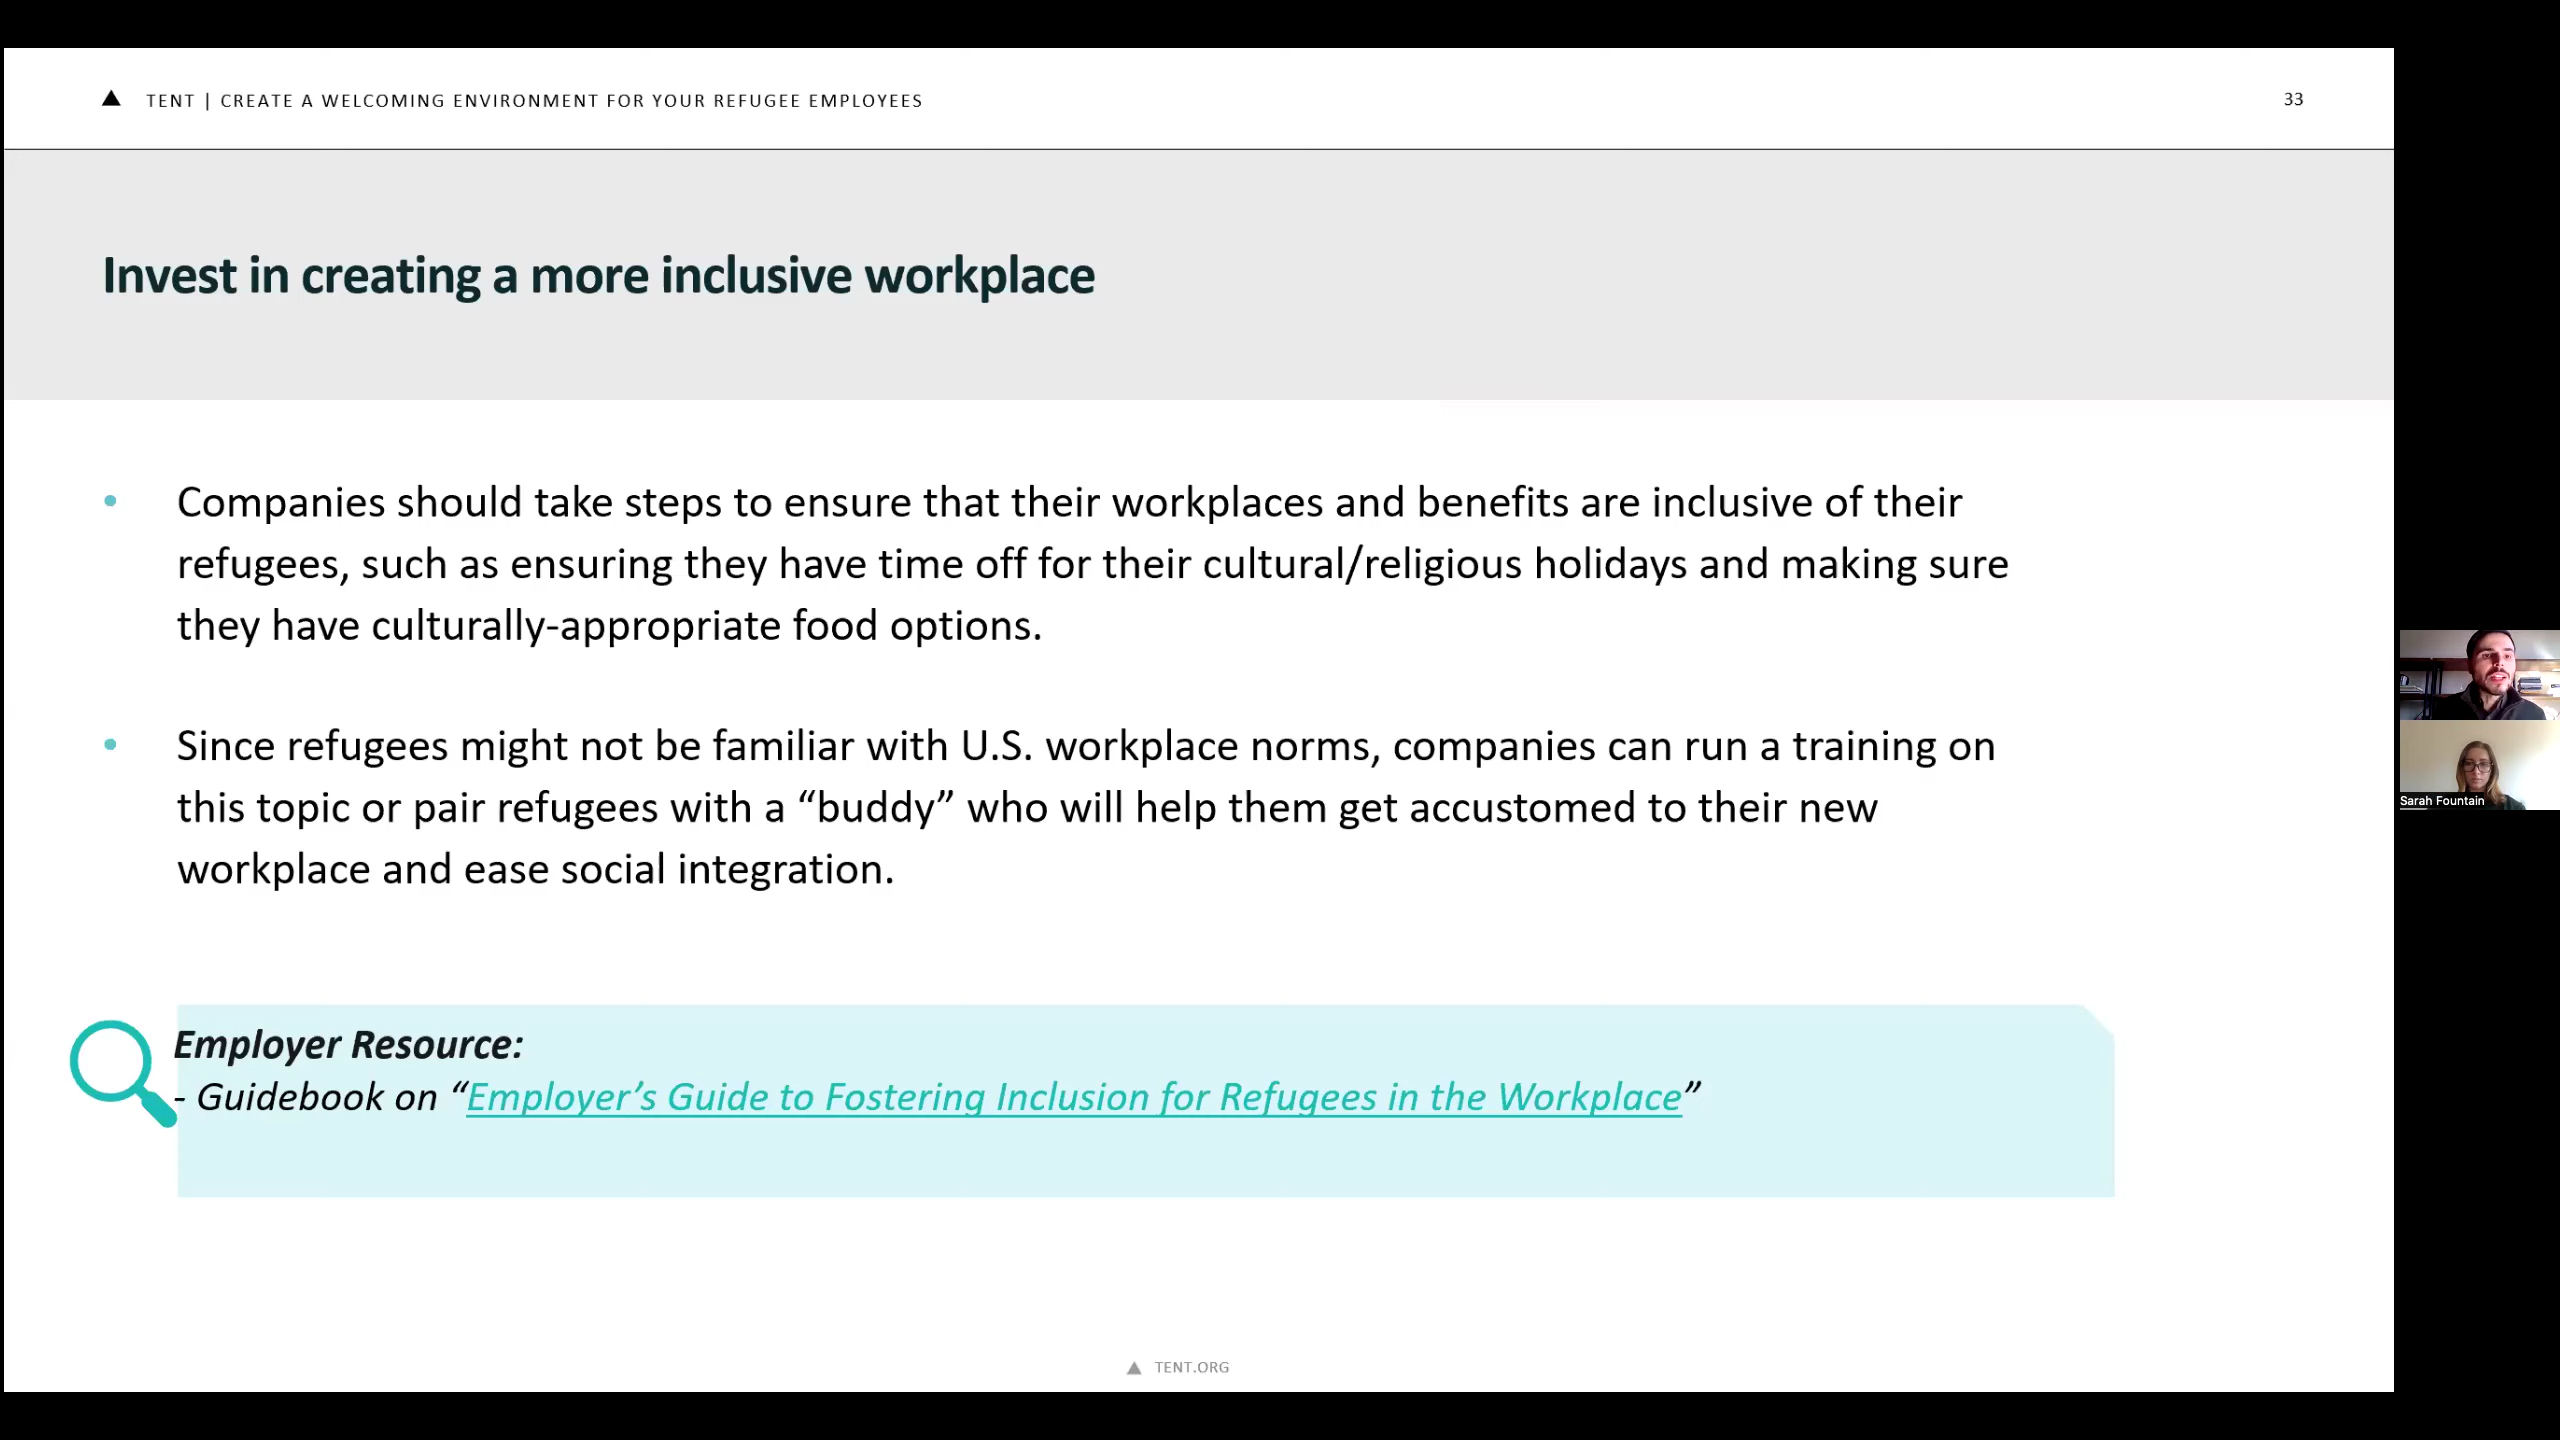 TENT | CREATE A WELCOMING ENVIRONMENT FOR YOUR REFUGEE EMPLOYEES
33
Invest in creating a more inclusive workplace
• Companies should take steps to ensure that their workplaces and benefits are inclusive of their
refugees, such as ensuring they have time off for their cultural/religious holidays and making sure
they have culturally-appropriate food options.
• Since refugees might not be familiar with U.S. workplace norms, companies can run a training on
this topic or pair refugees with a “buddy” who will help them get accustomed to their new
workplace and ease social integration.
Employer Resource:
- Guidebook on “Employer’s Guide to Fostering Inclusion for Refugees in the Workplace”
TENT.ORG
Sarah Fountain